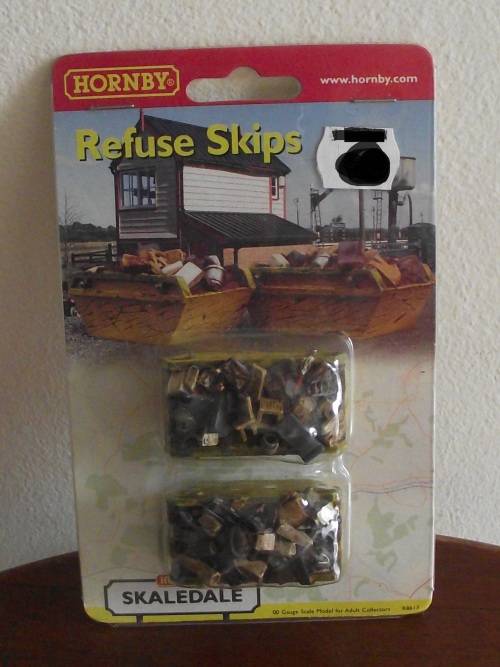 HORNBY®
www.hornby.com
Refuse Skips
SKALEDALE
00 Gauge Scale Model for Adult Collectors